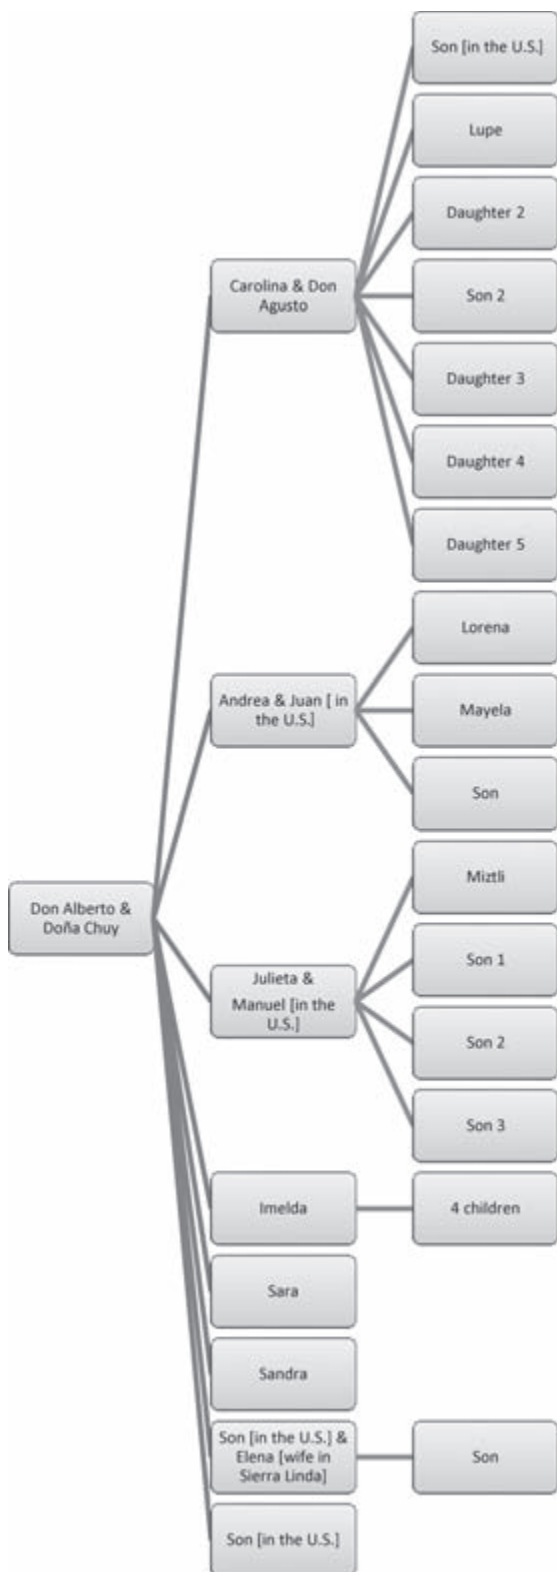 Son [in the U.S.]
Lupe
Daughter 2
Carolina & Don
Agusto
Son 2
Daughter 3
Daughter 4
Daughter 5
Lorena
Andrea & Juan [ in
the U.S.]
Mayela
Son
Don Alberto &
Doña Chuy
Miztli
Son 1
Julieta &
Manuel [in the
U.S.]
Son 2
Son 3
Imelda
4 children
Sara
Sandra
Son [in the U.S.] &
Elena [wife in
Sierra Linda]
Son
Son [in the U.S.]